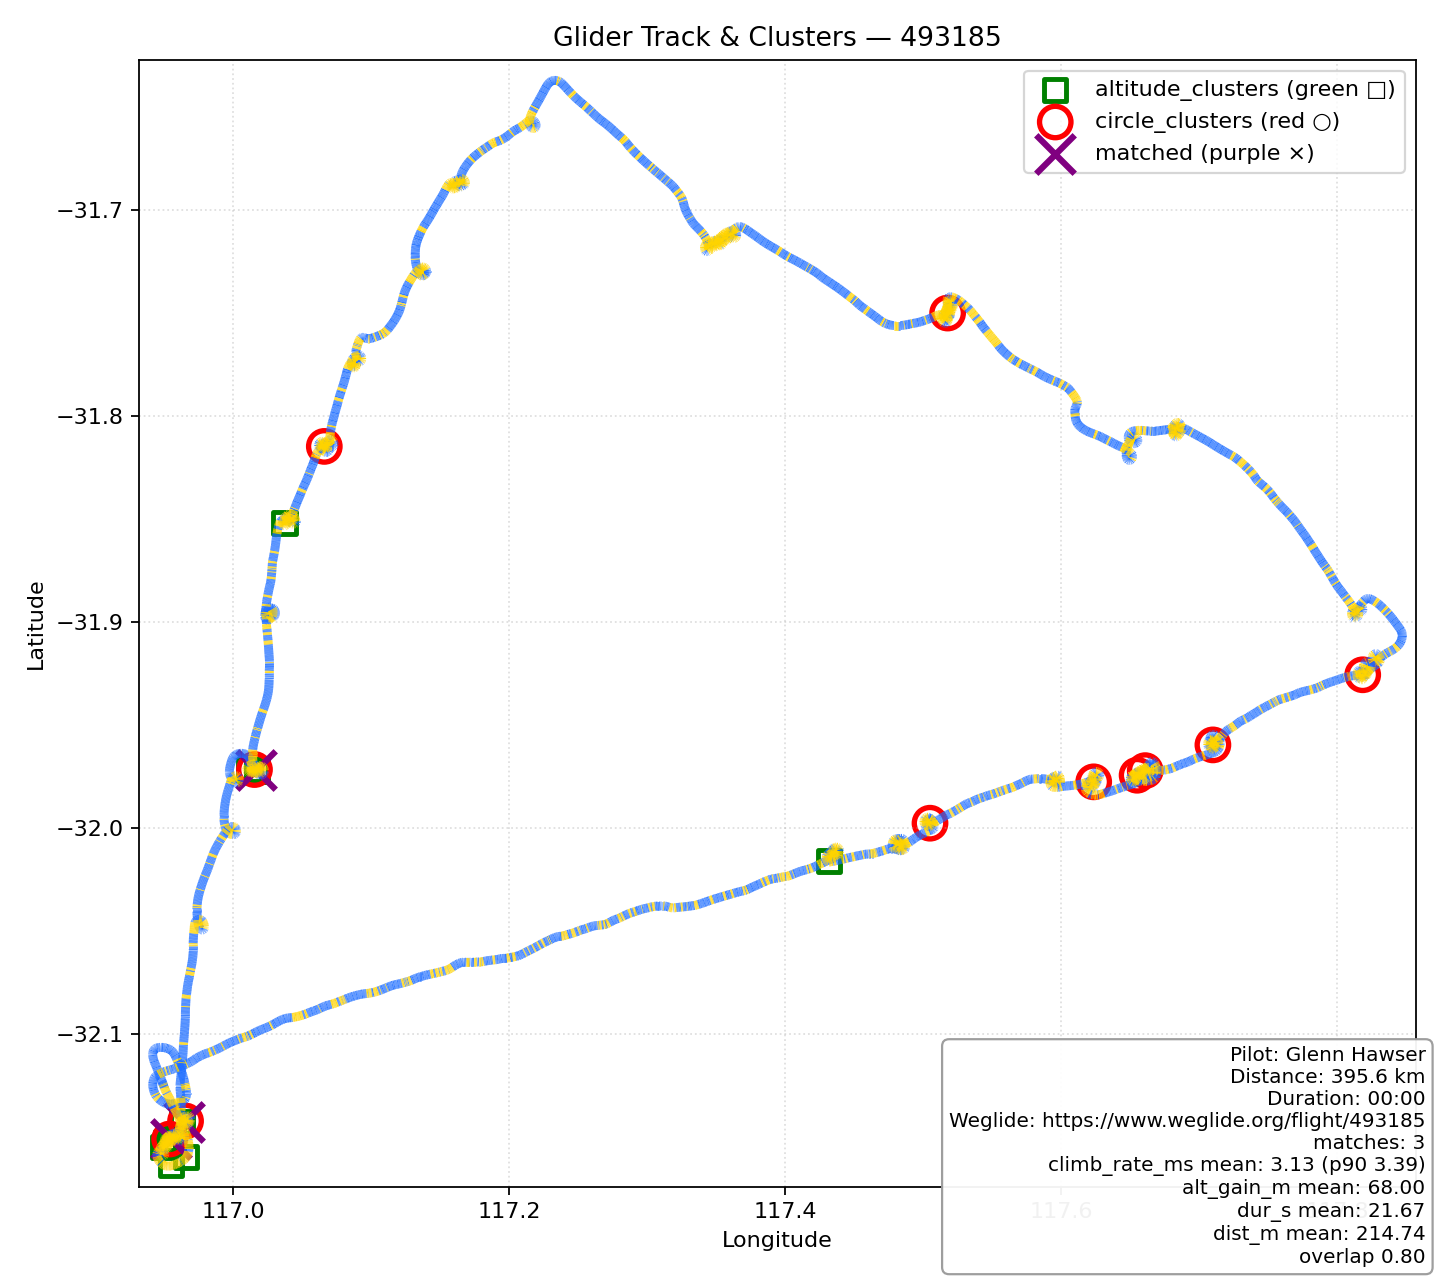 Glider Track & Clusters — 493185
altitude_clusters (green □)
circle_clusters (red ○)
matched (purple ×)
−31.7
−31.8
−31.9
−32.0
−32.1
Latitude
117.0
117.2
117.4
117.6
Longitude
Pilot: Glenn Hawser
Distance: 395.6 km
Duration: 00:00
Weglide: https://www.weglide.org/flight/493185
matches: 3
climb_rate_ms mean: 3.13 (p90 3.39)
alt_gain_m mean: 68.00
dur_s mean: 21.67
dist_m mean: 214.74
overlap 0.80